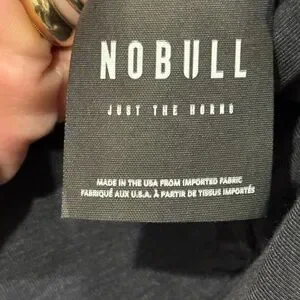 NOBULL
JUST THE HORNS
MADE IN THE USA FROM IMPORTED FABRIC
FABRIQUÉ AUX U.S.A. À PARTIR DE TISSUS IMPORTÉS